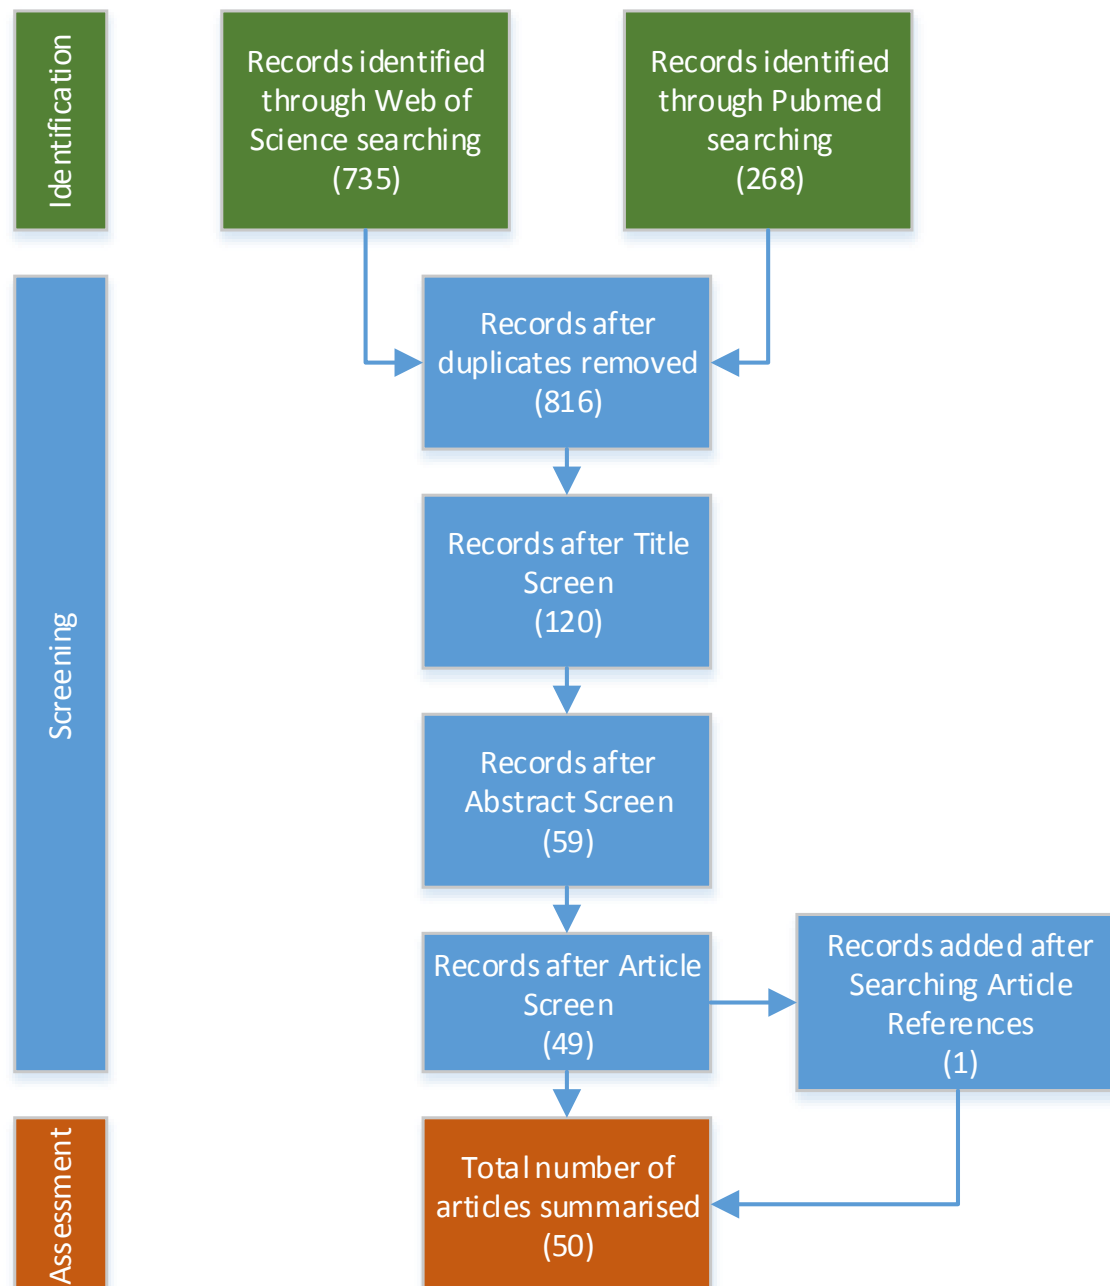 Identification
Records identified
through Web of
Science searching
(735)
Records identified
through Pubmed
searching
(268)
Screening
Records after
duplicates removed
(816)
Records after Title
Screen
(120)
Records after
Abstract Screen
(59)
Records after Article
Screen
(49)
Records added after
Searching Article
References
(1)
Assessment
Total number of
articles summarised
(50)